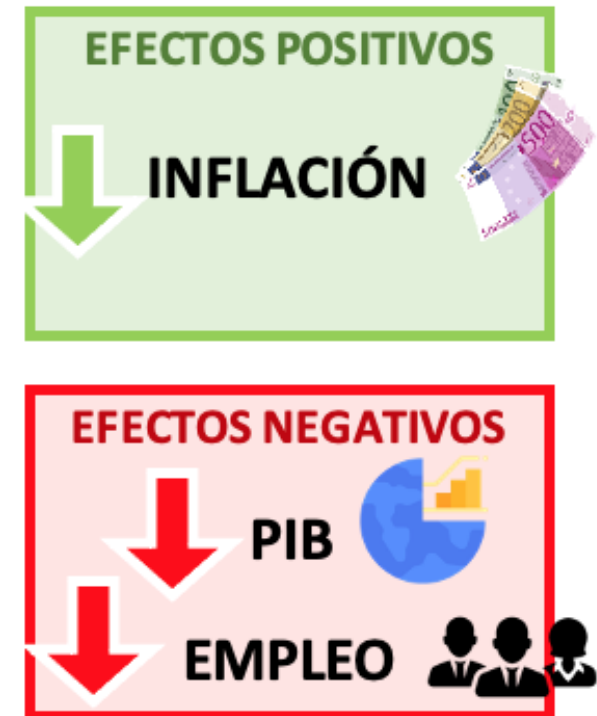 EFECTOS POSITIVOS
INFLACIÓN
EFECTOS NEGATIVOS
PIB
EMPLEO